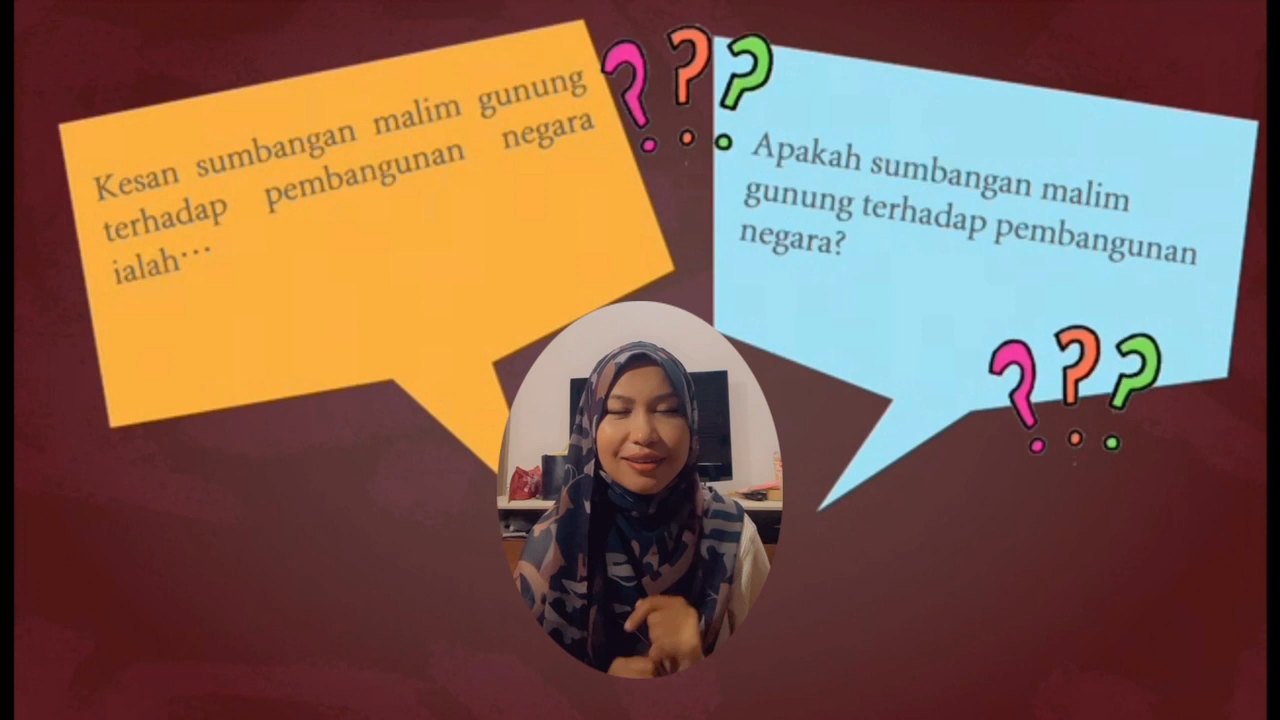 Kesan sumbangan malim gunung
terhadap pembangunan negara
ialah...
???
Apakah sumbangan malim
gunung terhadap pembangunan
negara?
???